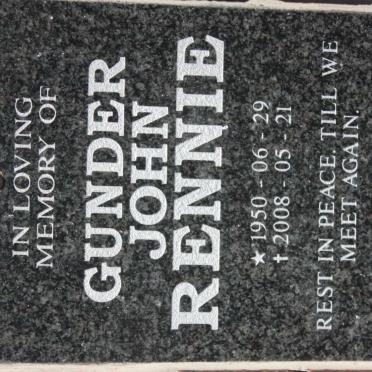 IN LOVING
MEMORY OF
GUNDER
JOHN
RENNIE
★ 1950 - 06 - 29
✝ 2008 - 05 - 21
REST IN PEACE, TILL WE
MEET AGAIN.